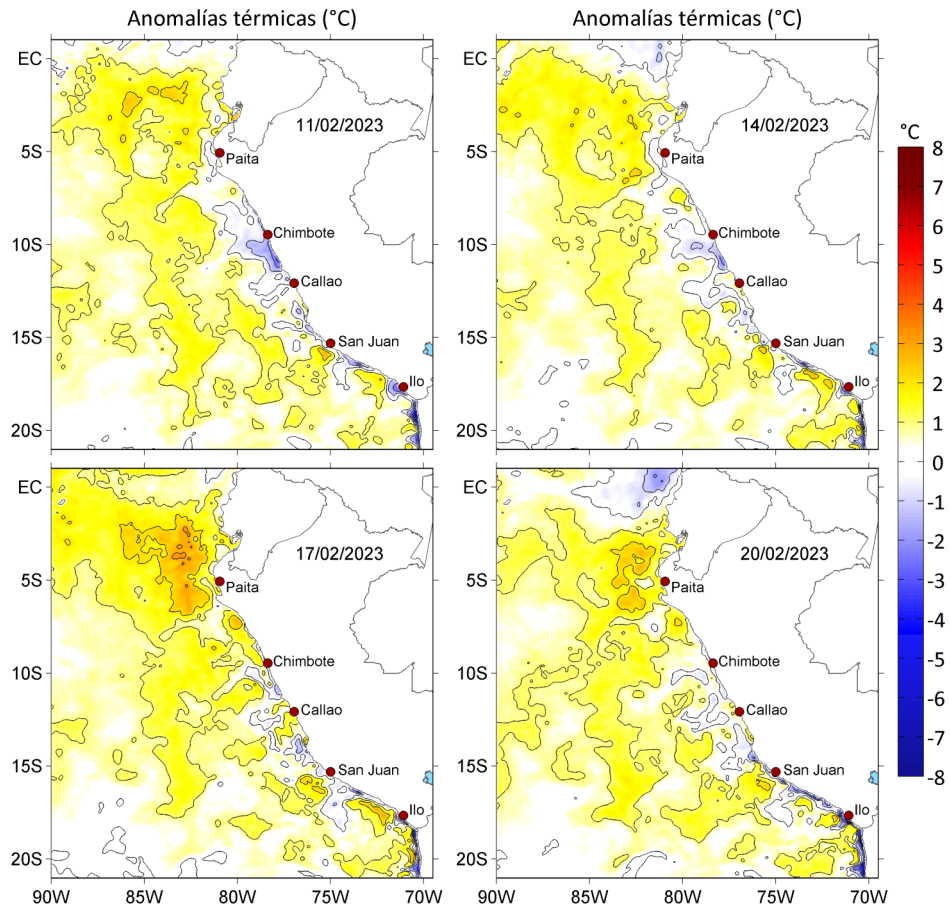 Anomalías térmicas (°C)
Anomalías térmicas (°C)
EC
5S
10S
15S
20S
11/02/2023
Paita
Chimbote
Callao
San Juan
Ilo
EC
5S
10S
15S
20S
14/02/2023
Paita
Chimbote
Callao
San Juan
Ilo
°C
8
7
6
5
4
3
2
1
0
-1
-2
-3
-4
-5
-6
-7
-8
EC
5S
10S
15S
20S
17/02/2023
Paita
Chimbote
Callao
San Juan
Ilo
90W
85W
80W
75W
70W
EC
5S
10S
15S
20S
20/02/2023
Paita
Chimbote
Callao
San Juan
Ilo
90W
85W
80W
75W
70W